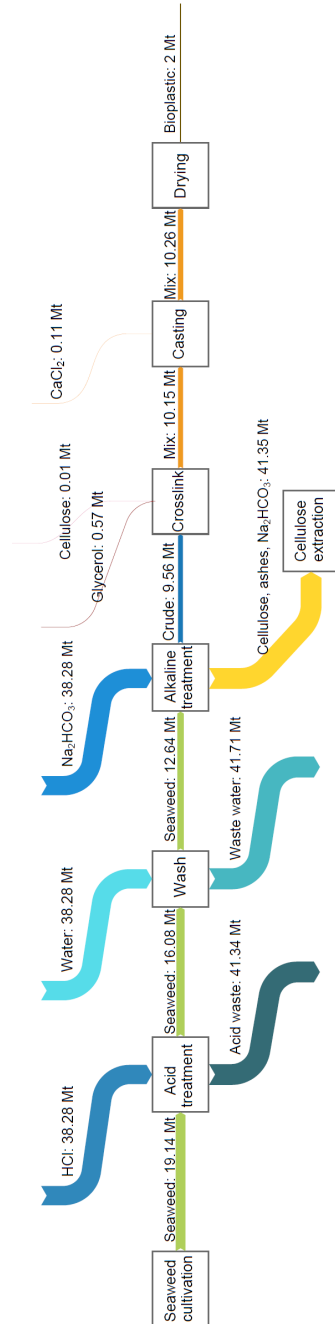 Seaweed
cultivation
Seaweed: 19.14 Mt
HCl: 38.28 Mt
Acid
treatment
Acid waste: 41.34 Mt
Seaweed: 16.08 Mt
Water: 38.28 Mt
Wash
Waste water: 41.71 Mt
Seaweed: 12.64 Mt
Na₂HCO₃: 38.28 Mt
Alkaline
treatment
Cellulose, ashes, Na₂HCO₃: 41.35 Mt
Cellulose
extraction
Crude: 9.56 Mt
Glycerol: 0.57 Mt
Cellulose: 0.01 Mt
Crosslink
Mix: 10.15 Mt
CaCl₂: 0.11 Mt
Casting
Mix: 10.26 Mt
Drying
Bioplastic: 2 Mt